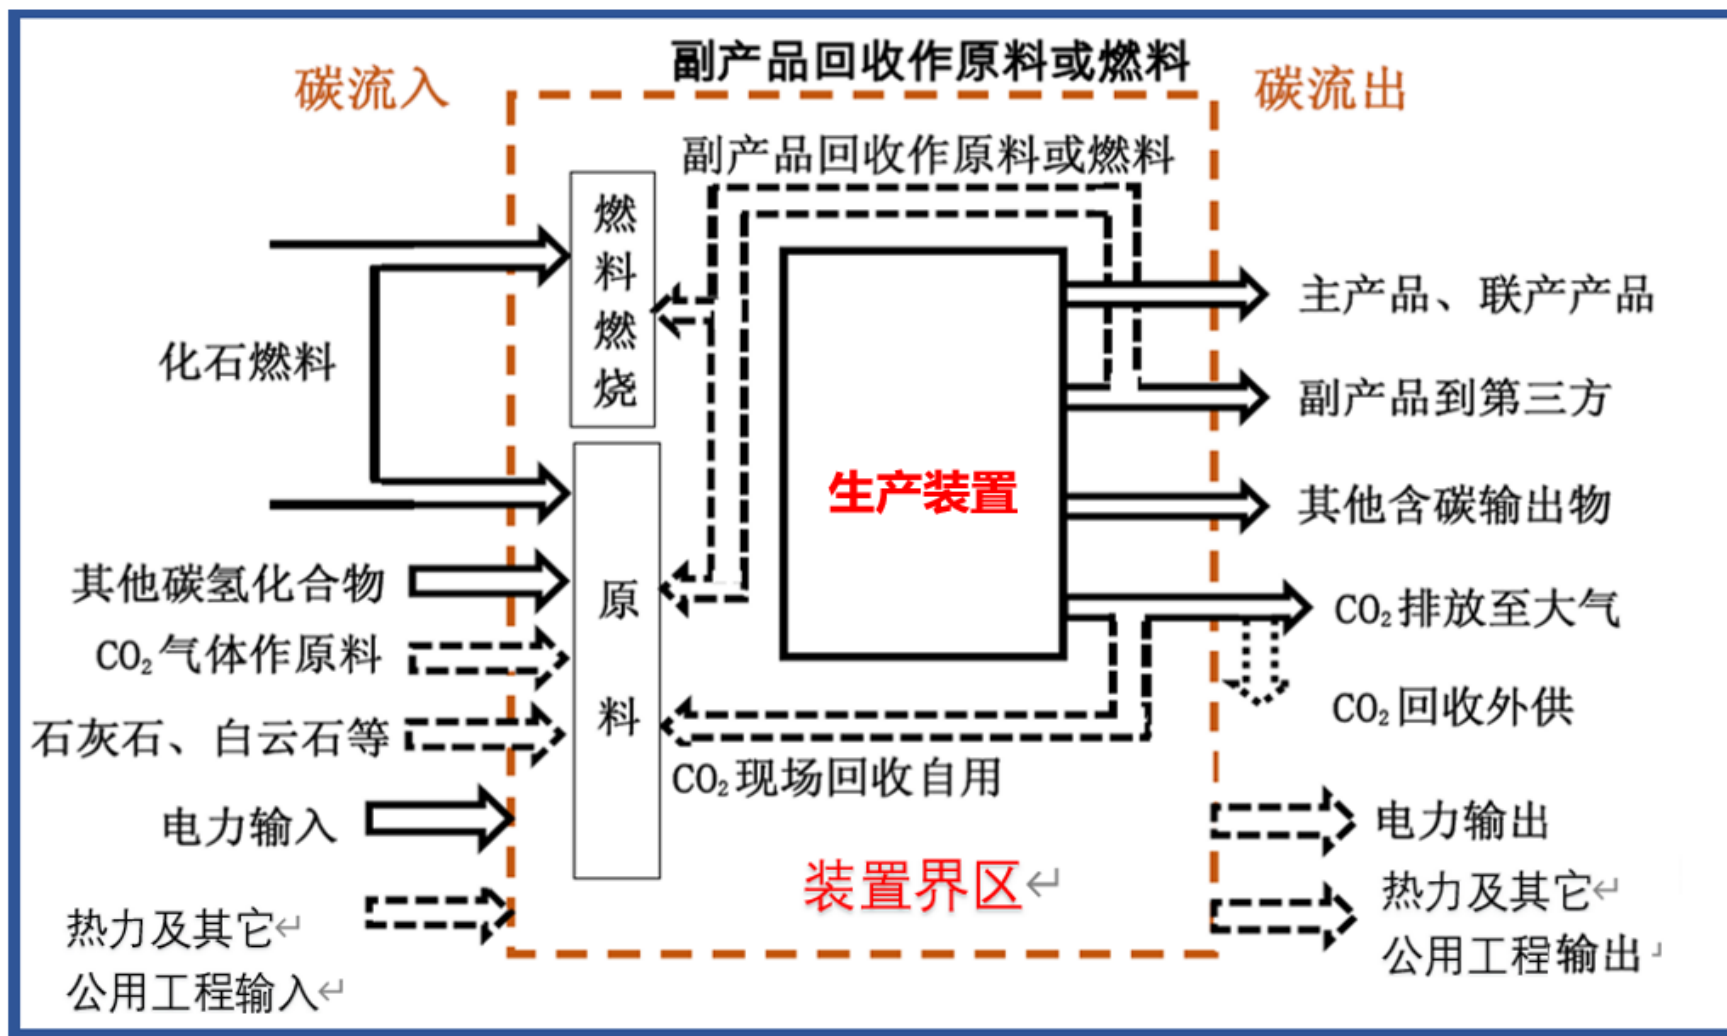 副产品回收作原料或燃料
碳流入
碳流出
副产品回收作原料或燃料
燃料燃烧
化石燃料
主产品、联产产品
副产品到第三方
生产装置
其他含碳输出物
其他碳氢化合物
原料
CO₂排放至大气
CO₂气体作原料
石灰石、白云石等
CO₂回收外供
CO₂现场回收自用
电力输入
电力输出
装置界区↵
热力及其它↵
公用工程输入↵
热力及其它↵
公用工程输出↵